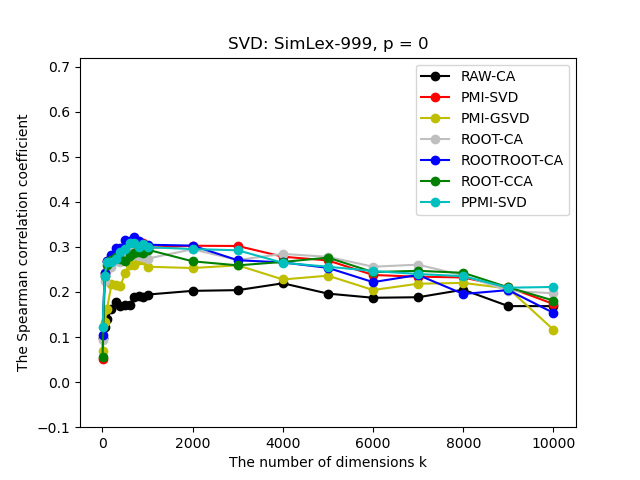 SVD: SimLex-999, p = 0
The Spearman correlation coefficient
0.7
0.6
0.5
0.4
0.3
0.2
0.1
0.0
−0.1
RAW-CA
PMI-SVD
PMI-GSVD
ROOT-CA
ROOTROOT-CA
ROOT-CCA
PPMI-SVD
0 2000 4000 6000 8000 10000
The number of dimensions k